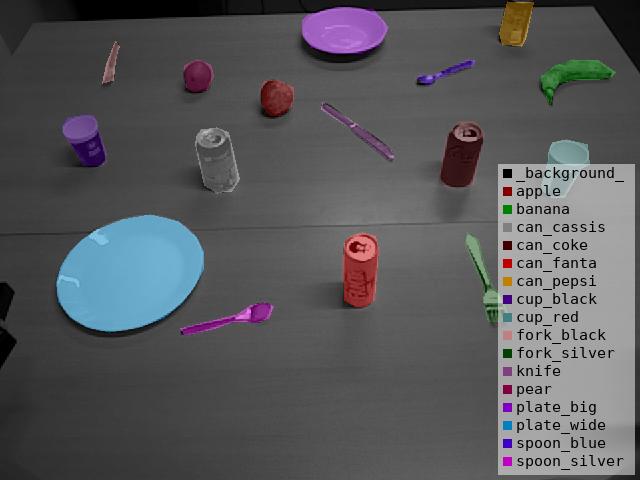 _background_
apple
banana
can_cassis
can_coke
can_fanta
can_pepsi
cup_black
cup_red
fork_black
fork_silver
knife
pear
plate_big
plate_wide
spoon_blue
spoon_silver